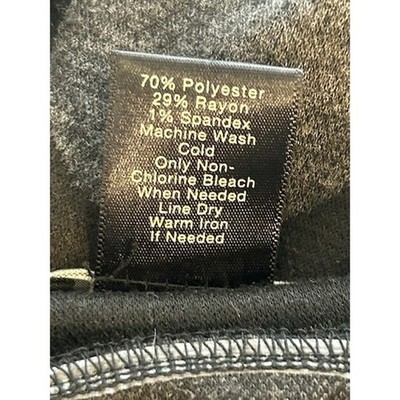 70% Polyester
29% Rayon
1% Spandex
Machine Wash
Cold
Only Non-
Chlorine Bleach
When Needed
Line Dry
Warm Iron
If Needed